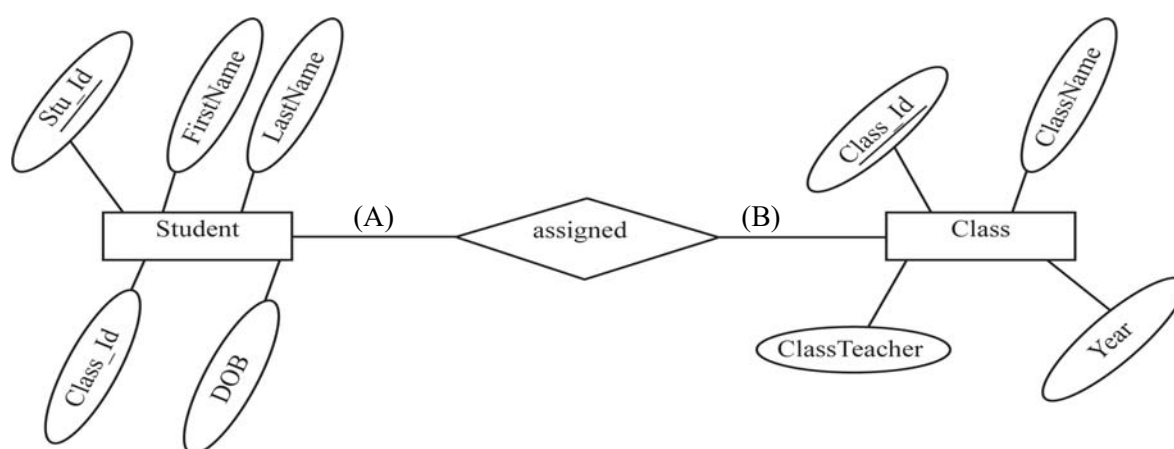 Stu_Id
FirstName
LastName
Class_Id
ClassName
Student
(A)
assigned
(B)
Class
Class_Id
DOB
ClassTeacher
Year